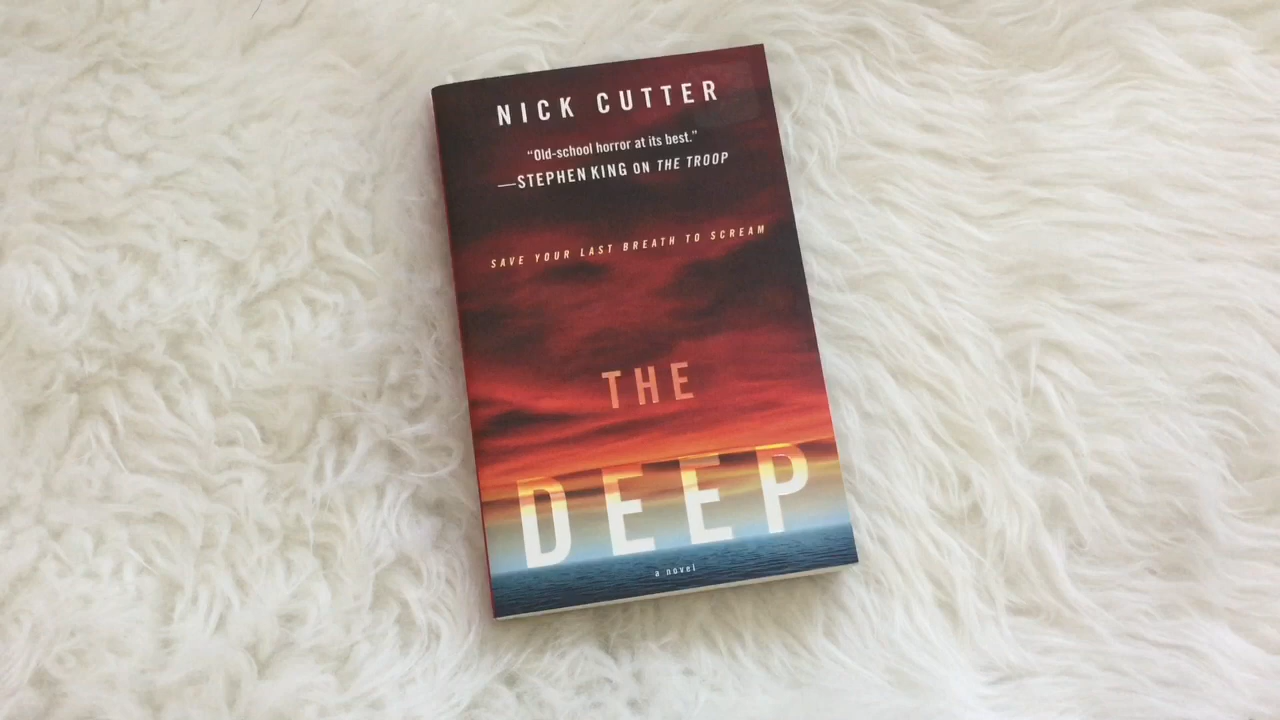 NICK CUTTER
“Old-school horror at its best.”
—STEPHEN KING ON THE TROOP
SAVE YOUR LAST BREATH TO SCREAM
THE
DEEP
a novel